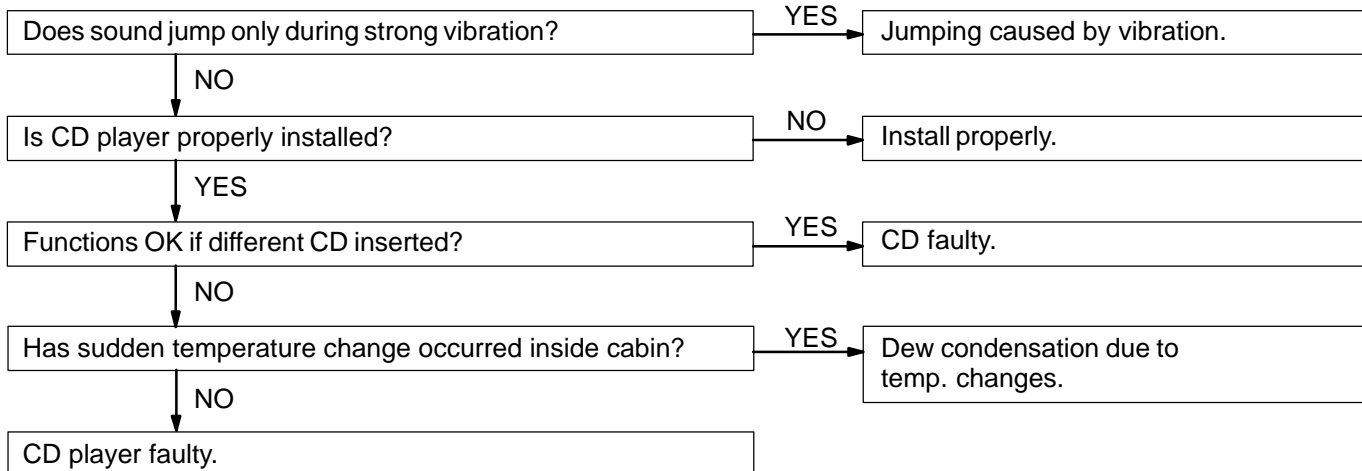 Does sound jump only during strong vibration?
YES
Jumping caused by vibration.
NO
Is CD player properly installed?
NO
Install properly.
YES
Functions OK if different CD inserted?
YES
CD faulty.
NO
Has sudden temperature change occurred inside cabin?
YES
Dew condensation due to
temp. changes.
NO
CD player faulty.